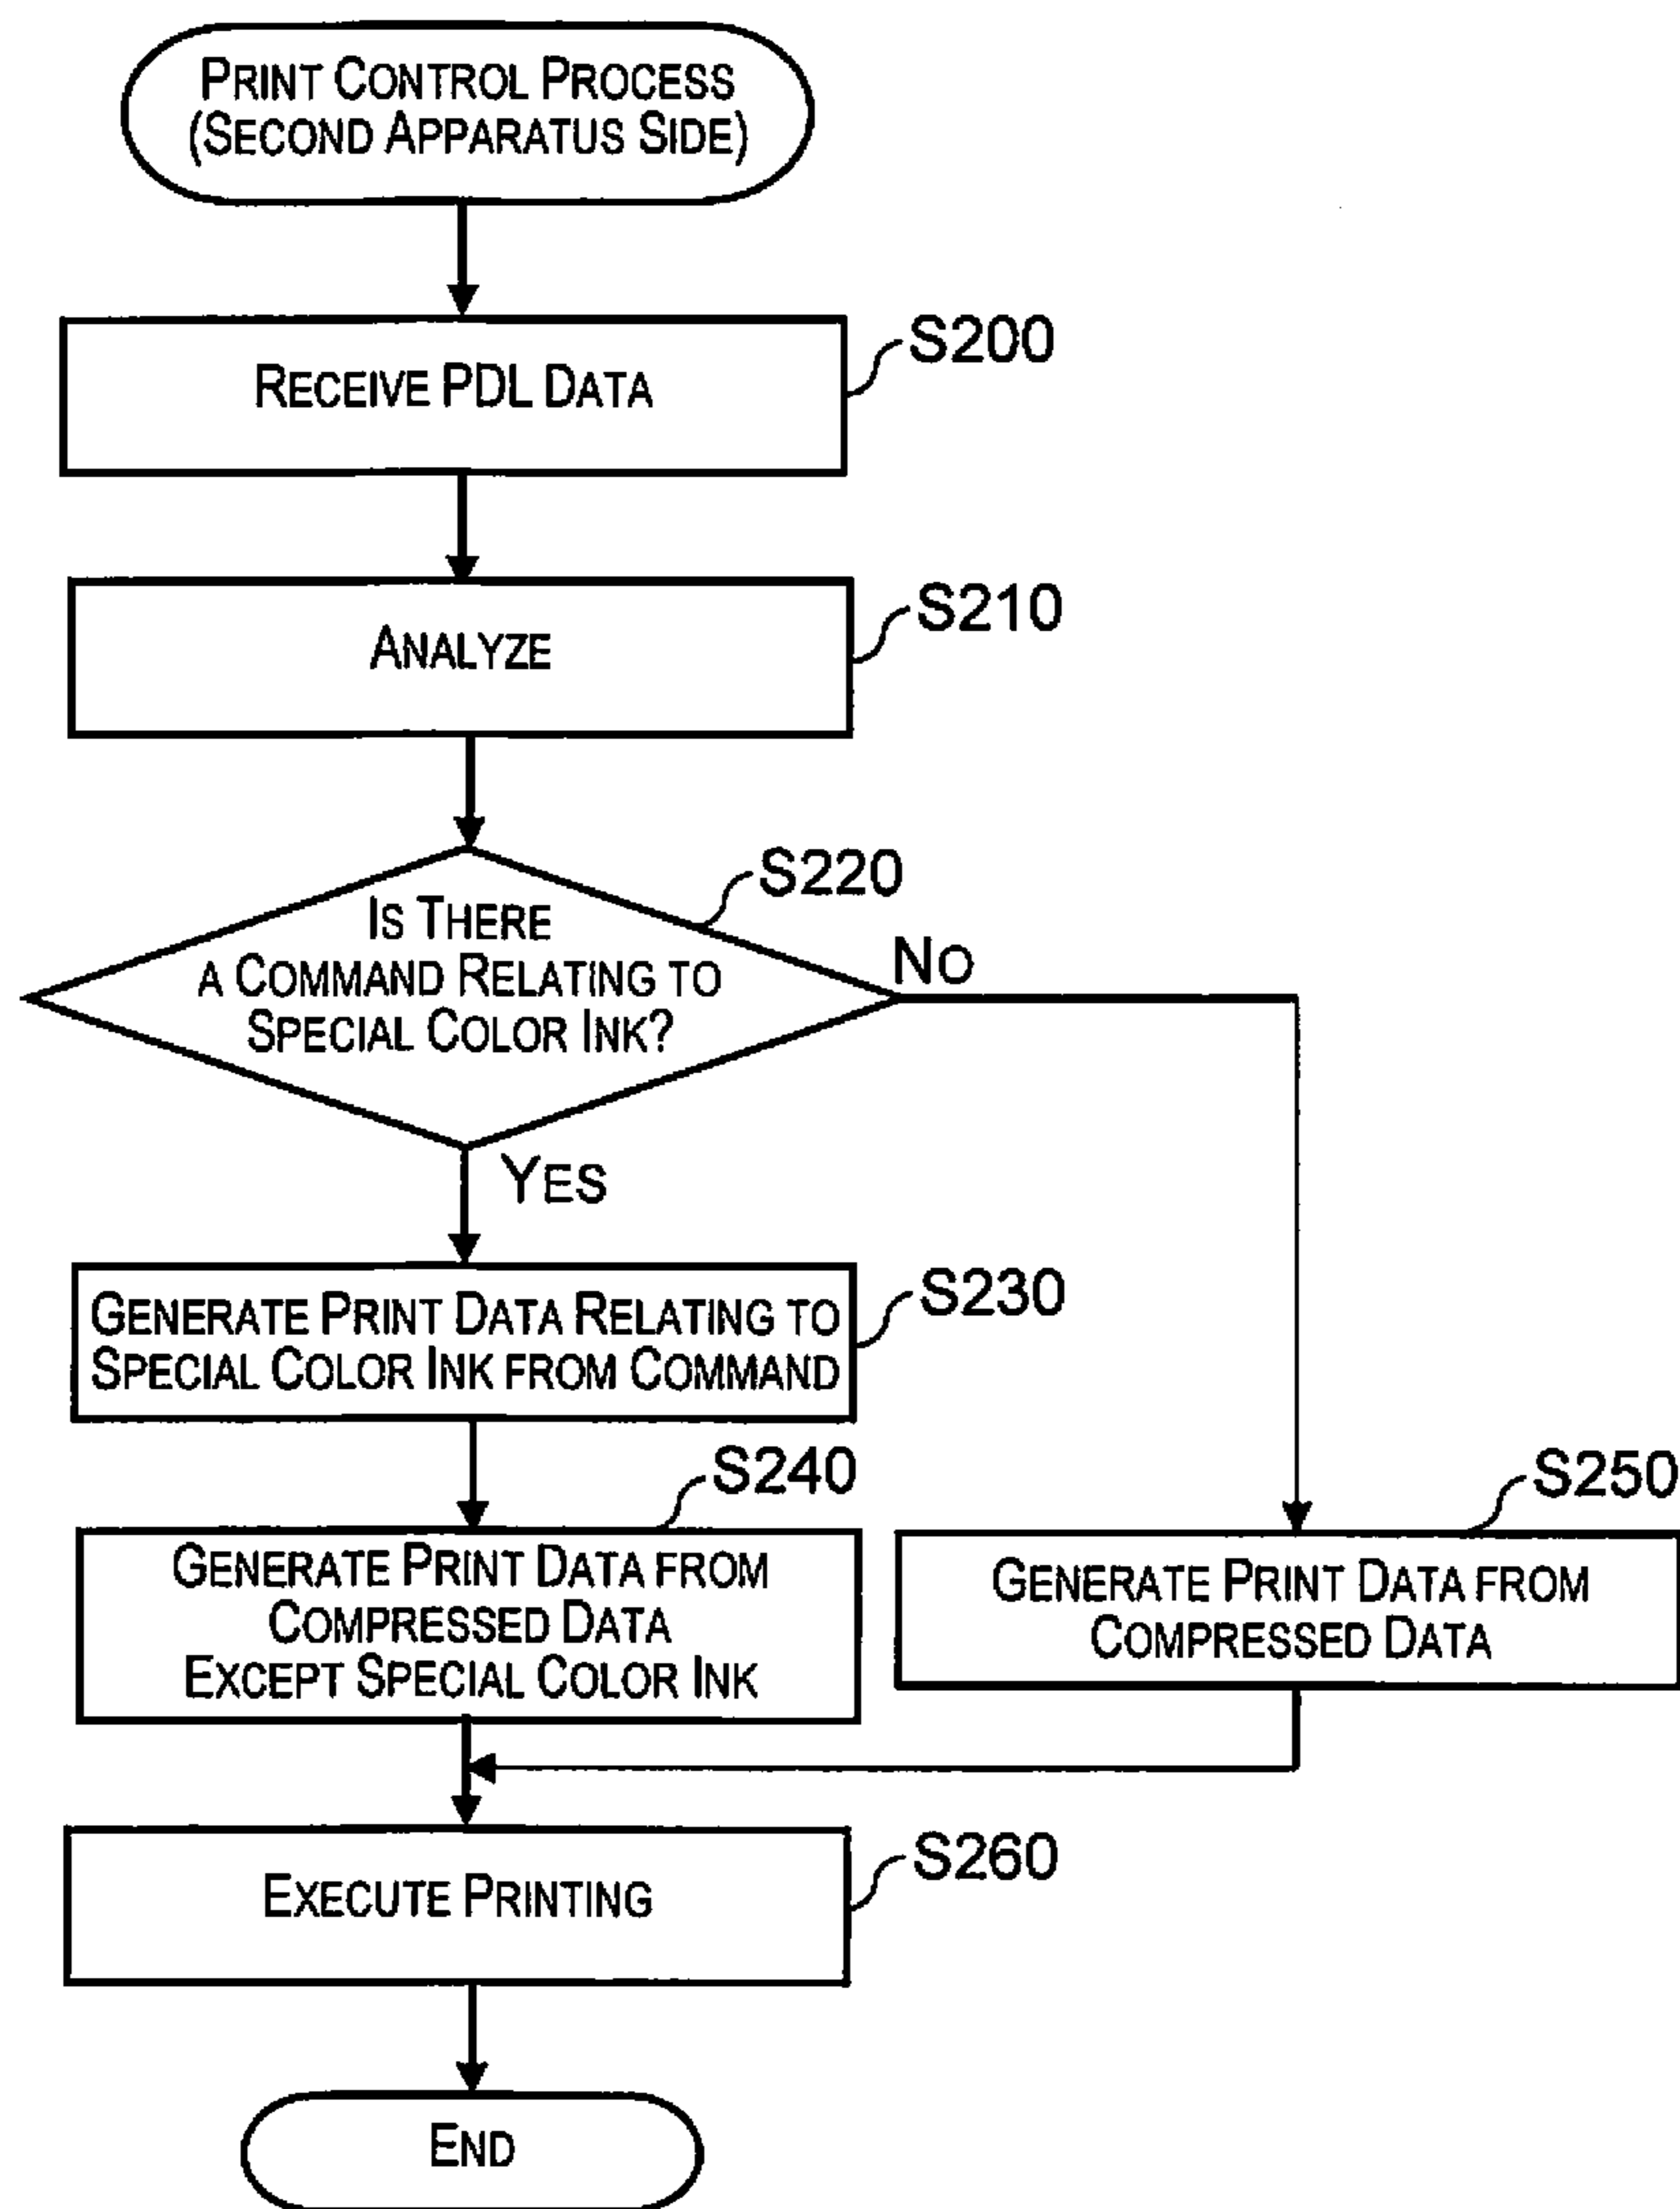 PRINT CONTROL PROCESS
(SECOND APPARATUS SIDE)
RECEIVE PDL DATA
S200
ANALYZE
S210
IS THERE
A COMMAND RELATING TO
SPECIAL COLOR INK?
S220
NO
YES
GENERATE PRINT DATA RELATING TO
SPECIAL COLOR INK FROM COMMAND
S230
GENERATE PRINT DATA FROM
COMPRESSED DATA
EXCEPT SPECIAL COLOR INK
S240
GENERATE PRINT DATA FROM
COMPRESSED DATA
S250
EXECUTE PRINTING
S260
END